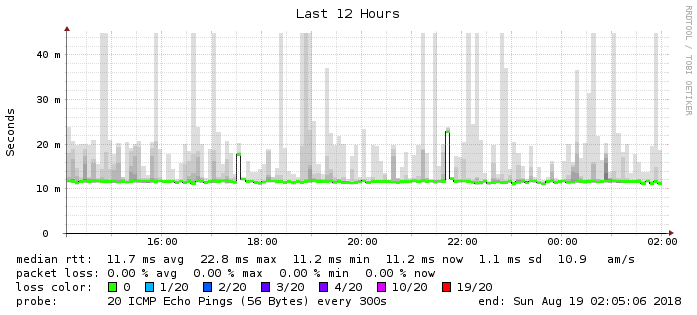 Last 12 Hours
RRDTOOL / TOBI OETIKER
Seconds
40 m
30 m
20 m
10 m
0
16:00 18:00 20:00 22:00 00:00 02:00
median rtt: 11.7 ms avg 22.8 ms max 11.2 ms min 11.2 ms now 1.1 ms sd 10.9 am/s
packet loss: 0.00 % avg 0.00 % max 0.00 % min 0.00 % now
loss color: 0 1/20 2/20 3/20 4/20 10/20 19/20
probe: 20 ICMP Echo Pings (56 Bytes) every 300s end: Sun Aug 19 02:05:06 2018